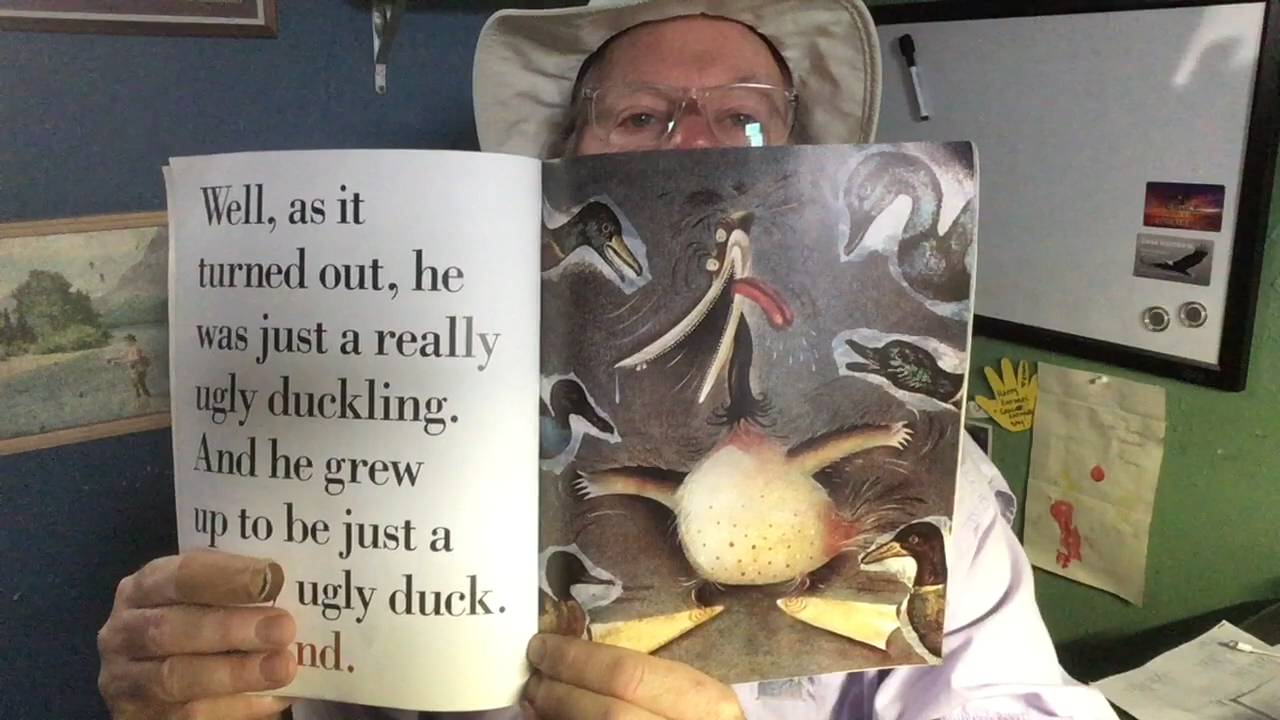 Well, as it
turned out, he
was just a really
ugly duckling.
And he grew
up to be just a
ugly duck.
nd.